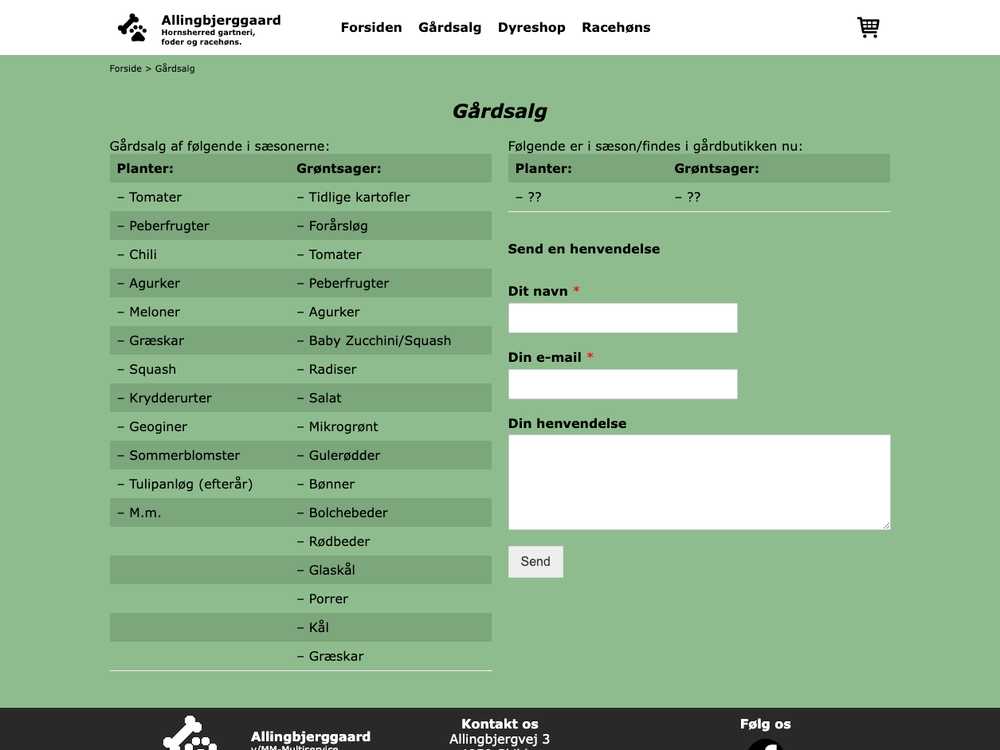 Allingbjerggaard
Hornsherred gartneri,
foder og racehøns.
Forsiden Gårdsalg Dyreshop Racehøns
Forside > Gårdsalg
Gårdsalg
Gårdsalg af følgende i sæsonerne:
Planter: Grøntsager:
– Tomater – Tidlige kartofler
– Peberfrugter – Forårsløg
– Chili – Tomater
– Agurker – Peberfrugter
– Meloner – Agurker
– Græskar – Baby Zucchini/Squash
– Squash – Radiser
– Krydderurter – Salat
– Geoginer – Mikrogrønt
– Sommerblomster – Gulerødder
– Tulipanløg (efterår) – Bønner
– M.m. – Bolchebeder
– Rødbeder
– Glaskål
– Porrer
– Kål
– Græskar
Følgende er i sæson/findes i gårdbutikken nu:
Planter: Grøntsager:
– ?? – ??
Send en henvendelse
Dit navn *
Din e-mail *
Din henvendelse
Send
Allingbjerggaard
v/MM-Multiservice
Kontakt os
Allingbjergvej 3
Følg os